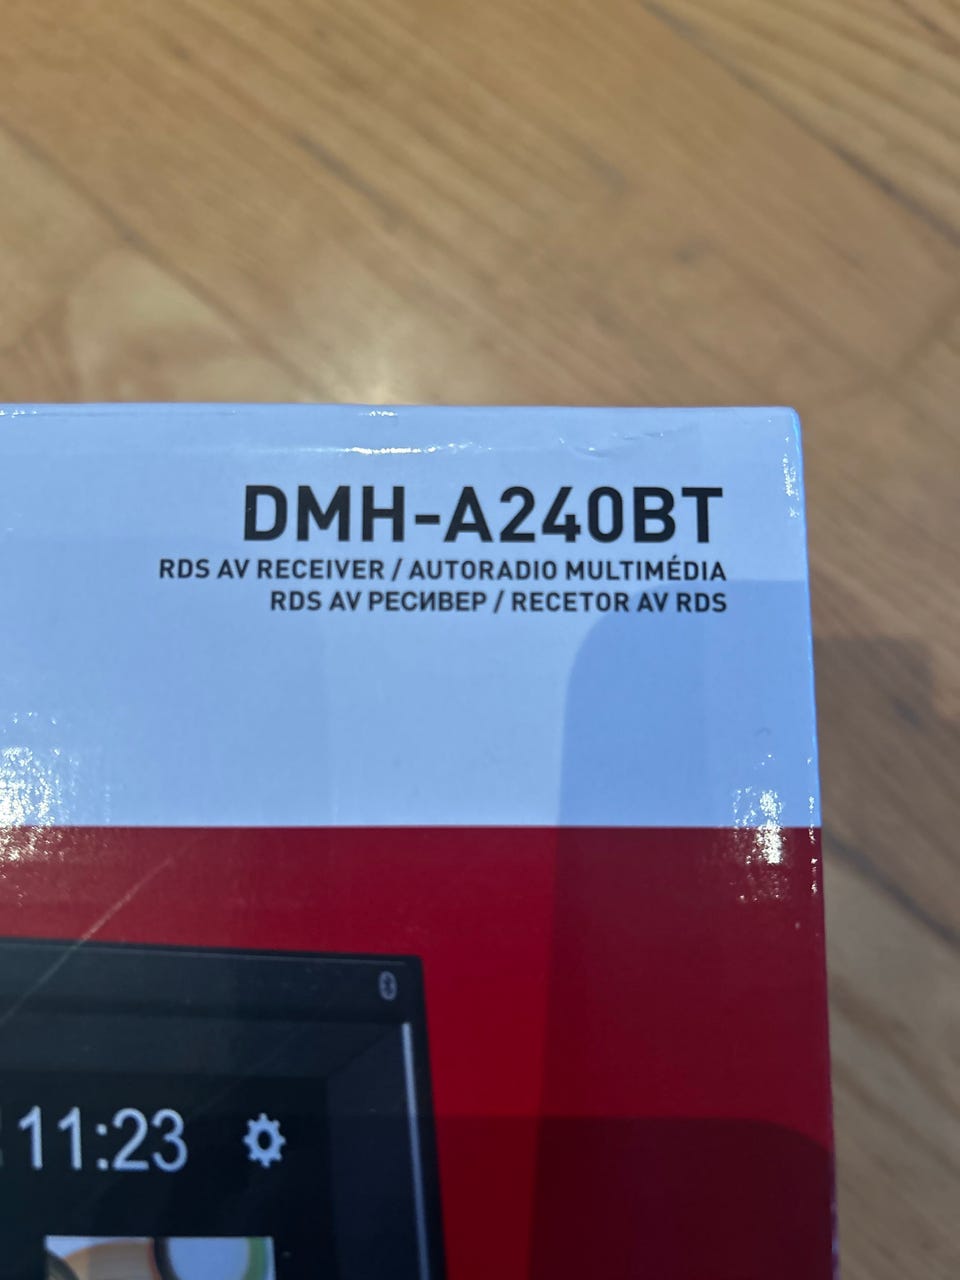 DMH-A240BT
RDS AV RECEIVER / AUTORADIO MULTIMÉDIA
RDS AV РЕСИВЕР / RECETOR AV RDS
11:23